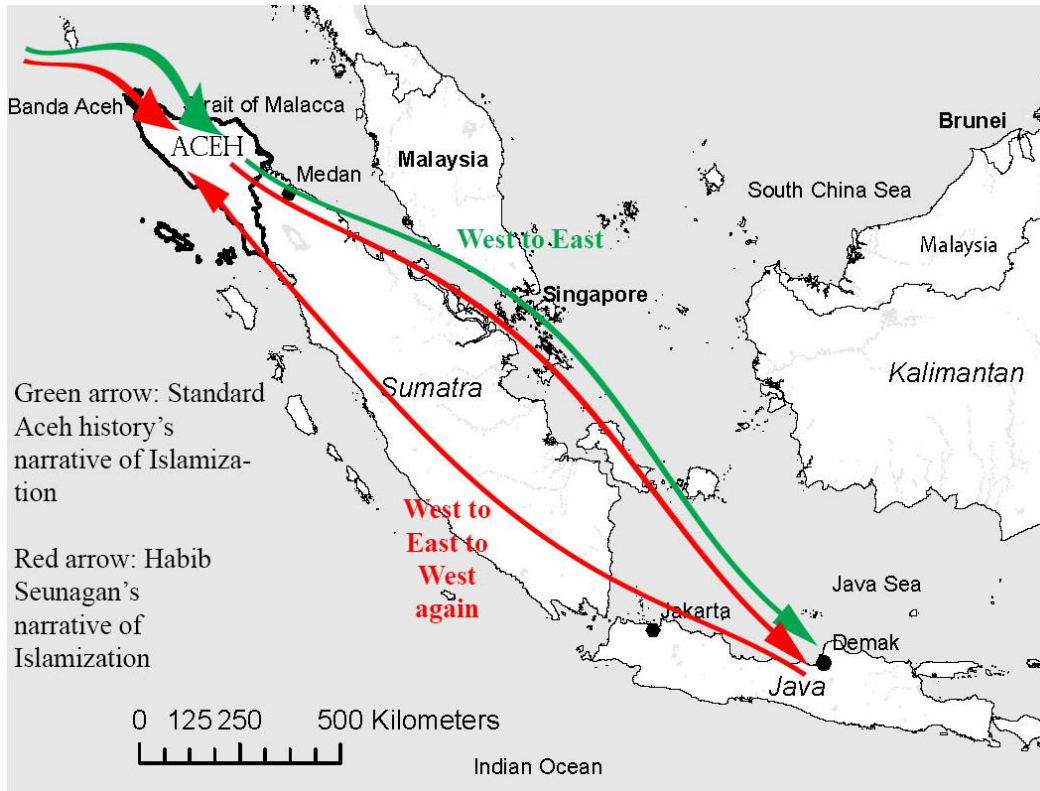 Banda Aceh
Strait of Malacca
ACEH
Medan
Malaysia
Brunei
South China Sea
Malaysia
West to East
Singapore
Sumatra
Kalimantan
Green arrow: Standard
Aceh history's
narrative of Islamiza-
tion
Red arrow: Habib
Seunagan's
narrative of
Islamization
West to
East to
West
again
Java Sea
Jakarta
Demak
Java
0 125 250 500 Kilometers
Indian Ocean